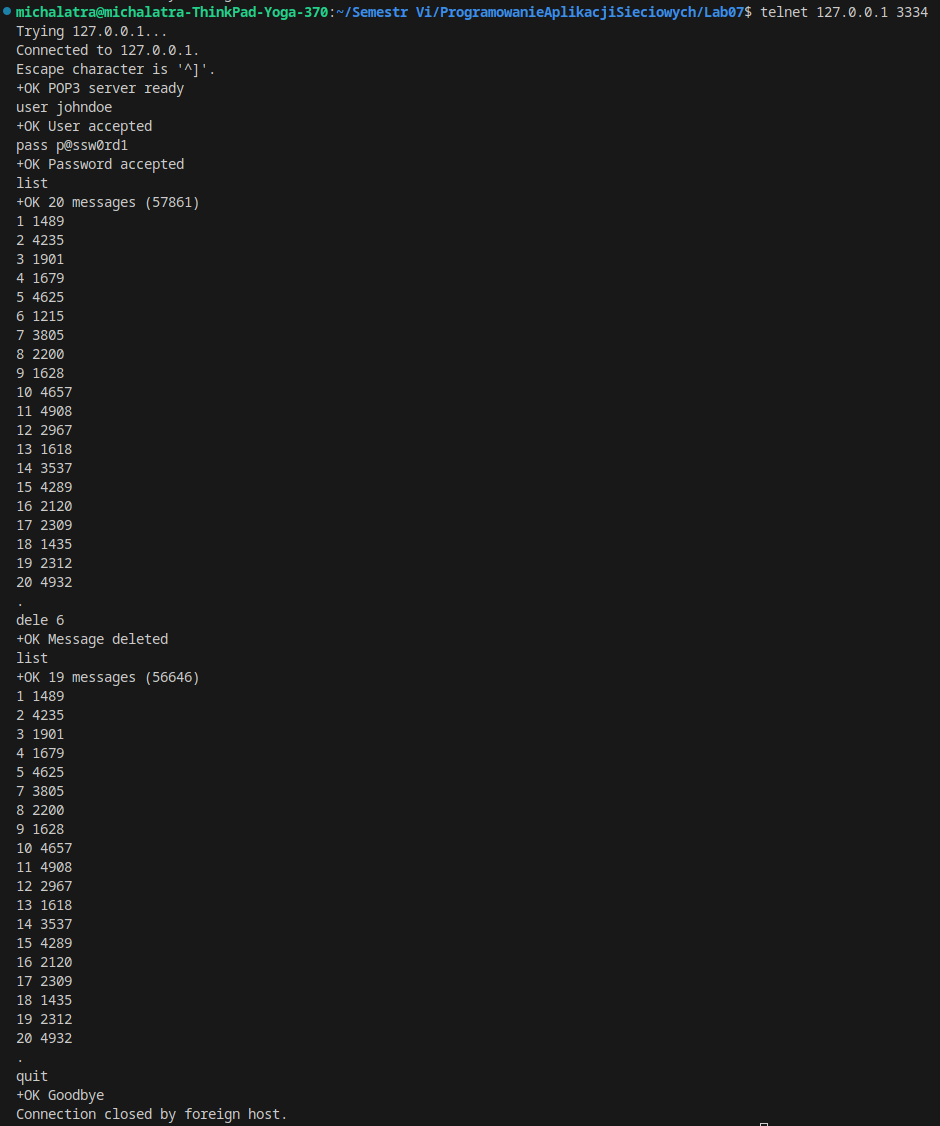 michalatra@michalatra-ThinkPad-Yoga-370:~/Semestr Vi/ProgramowanieAplikacjiSieciowych/Lab07$ telnet 127.0.0.1 3334
Trying 127.0.0.1...
Connected to 127.0.0.1.
Escape character is '^]'.
+OK POP3 server ready
user johndoe
+OK User accepted
pass p@ssw0rd1
+OK Password accepted
list
+OK 20 messages (57861)
1 1489
2 4235
3 1901
4 1679
5 4625
6 1215
7 3805
8 2200
9 1628
10 4657
11 4908
12 2967
13 1618
14 3537
15 4289
16 2120
17 2309
18 1435
19 2312
20 4932
.
dele 6
+OK Message deleted
list
+OK 19 messages (56646)
1 1489
2 4235
3 1901
4 1679
5 4625
7 3805
8 2200
9 1628
10 4657
11 4908
12 2967
13 1618
14 3537
15 4289
16 2120
17 2309
18 1435
19 2312
20 4932
.
quit
+OK Goodbye
Connection closed by foreign host.